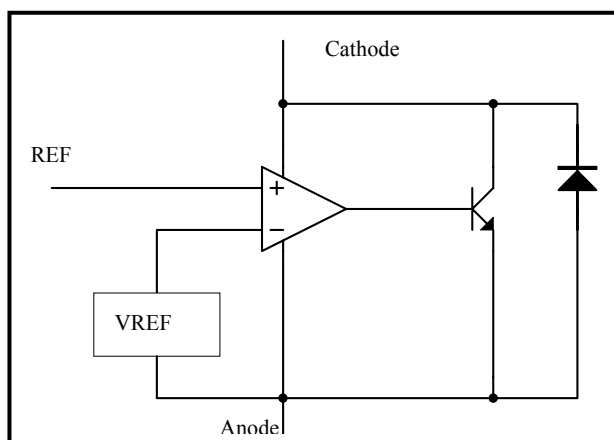 Cathode
REF
+
−
VREF
Anode